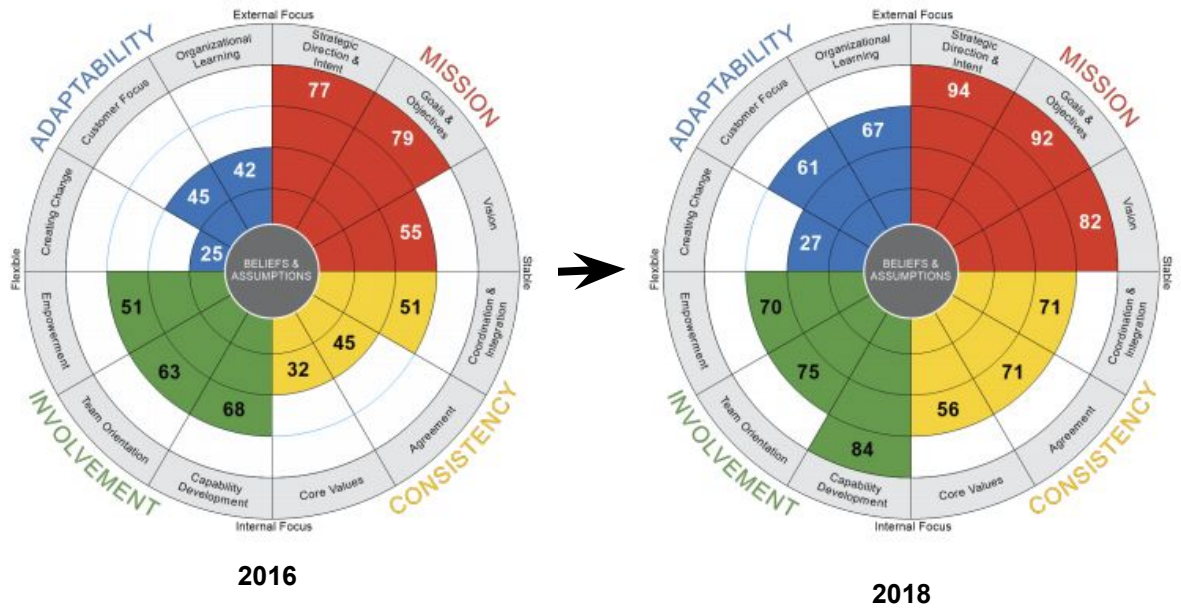 External Focus
ADAPTABILITY
MISSION
Organizational
Learning
Strategic
Direction &
Intent
Customer Focus
Goals &
Objectives
Creating Change
Vision
77
79
42
45
55
25
Flexible
BELIEFS &
ASSUMPTIONS
Stable
51
51
45
63
32
68
Empowerment
Coordination &
Integration
Team Orientation
Agreement
Capability
Development
Core Values
INVOLVEMENT
CONSISTENCY
Internal Focus
2016
External Focus
ADAPTABILITY
MISSION
Organizational
Learning
Strategic
Direction &
Intent
Customer Focus
Goals &
Objectives
Creating Change
Vision
94
92
67
61
82
27
Flexible
BELIEFS &
ASSUMPTIONS
Stable
70
71
75
71
56
84
Empowerment
Coordination &
Integration
Team Orientation
Agreement
Capability
Development
Core Values
INVOLVEMENT
CONSISTENCY
Internal Focus
2018